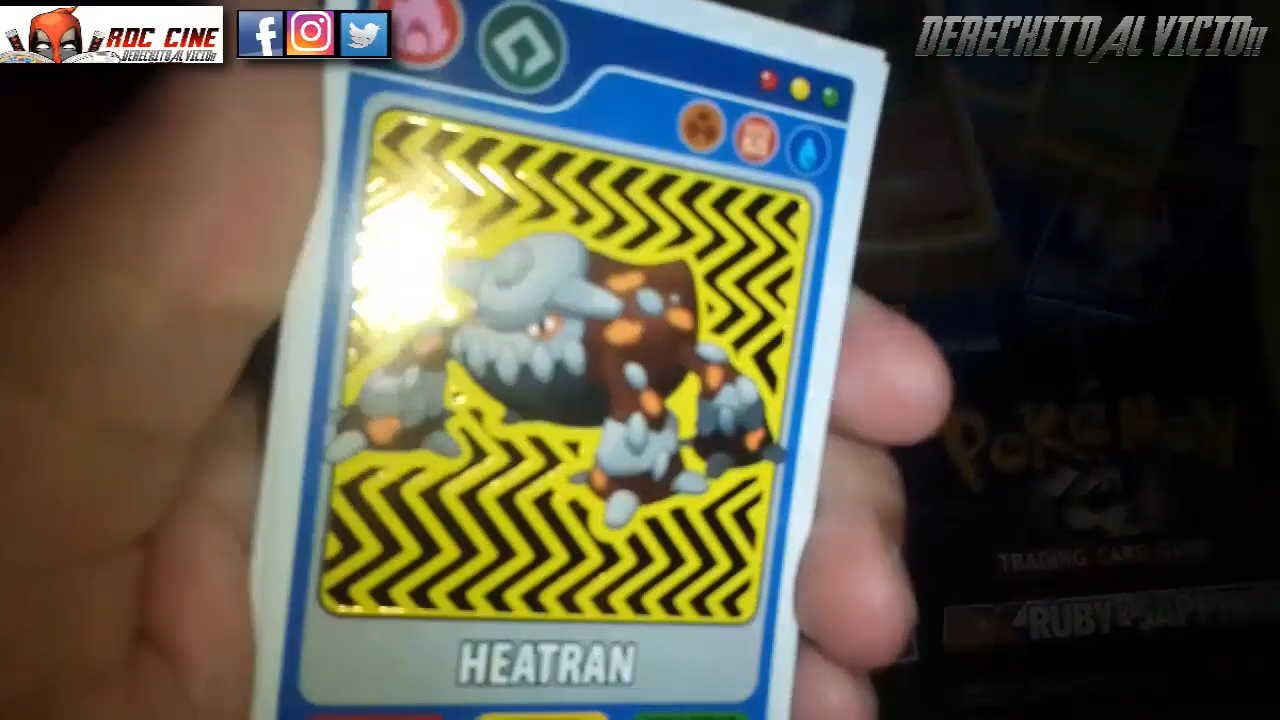 ROC CINE
DERECHITO AL VICIO!!
DERECHITO AL VICIO!!
HEATRAN
POKéMON
TRADING CARD GAME
RUBY & SAPPHIRE